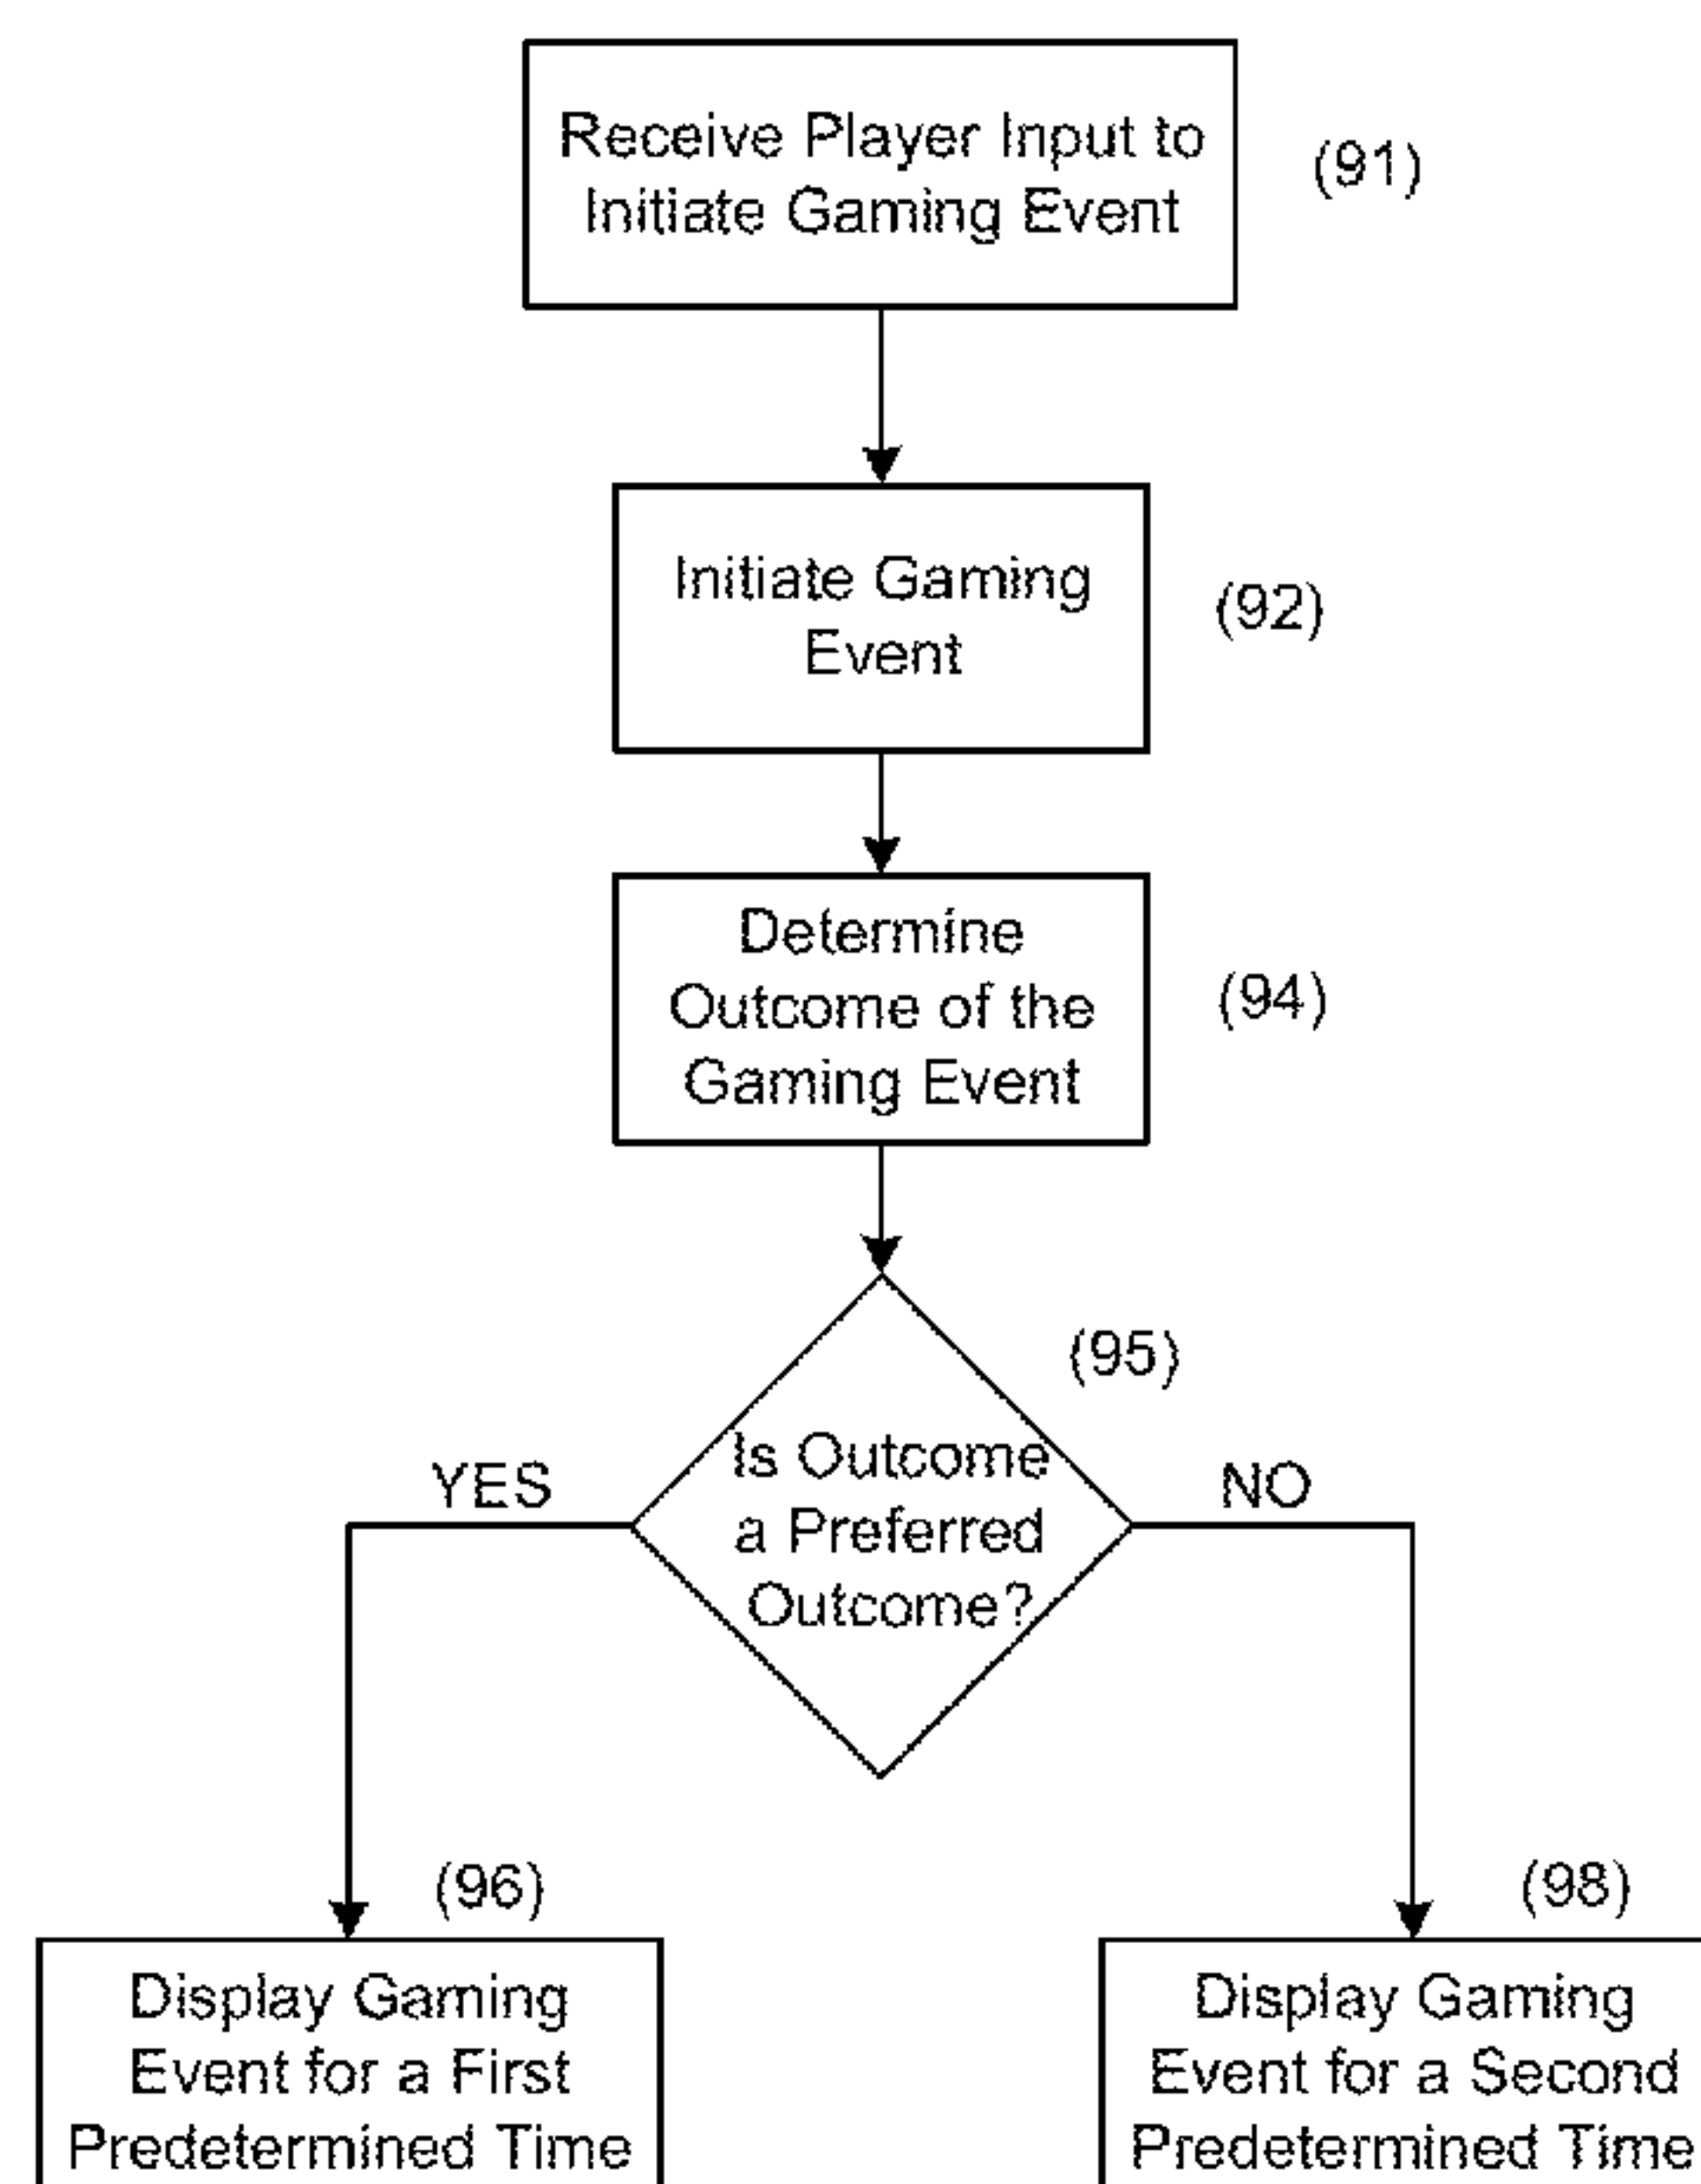 Receive Player Input to
Initiate Gaming Event
(91)
Initiate Gaming
Event
(92)
Determine
Outcome of the
Gaming Event
(94)
(95)
Is Outcome
a Preferred
Outcome?
YES
NO
(96)
Display Gaming
Event for a First
Predetermined Time
(98)
Display Gaming
Event for a Second
Predetermined Time